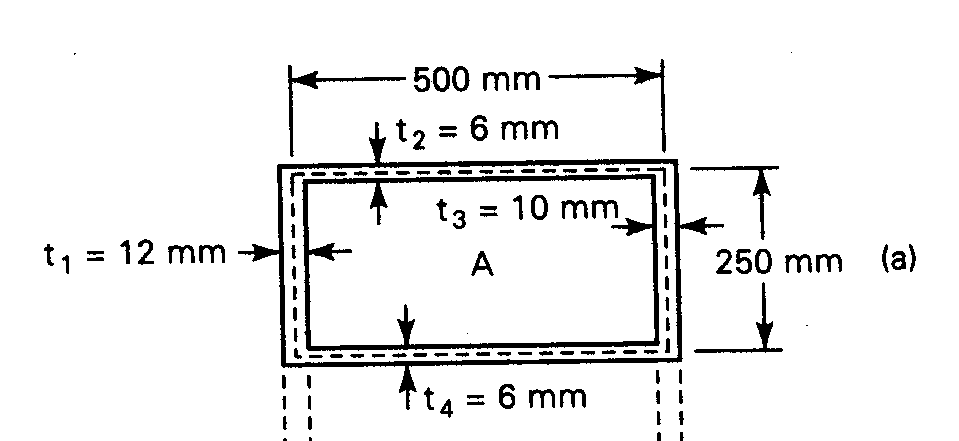 500 mm
t₂ = 6 mm
t₃ = 10 mm
t₁ = 12 mm
A
250 mm
(a)
t₄ = 6 mm